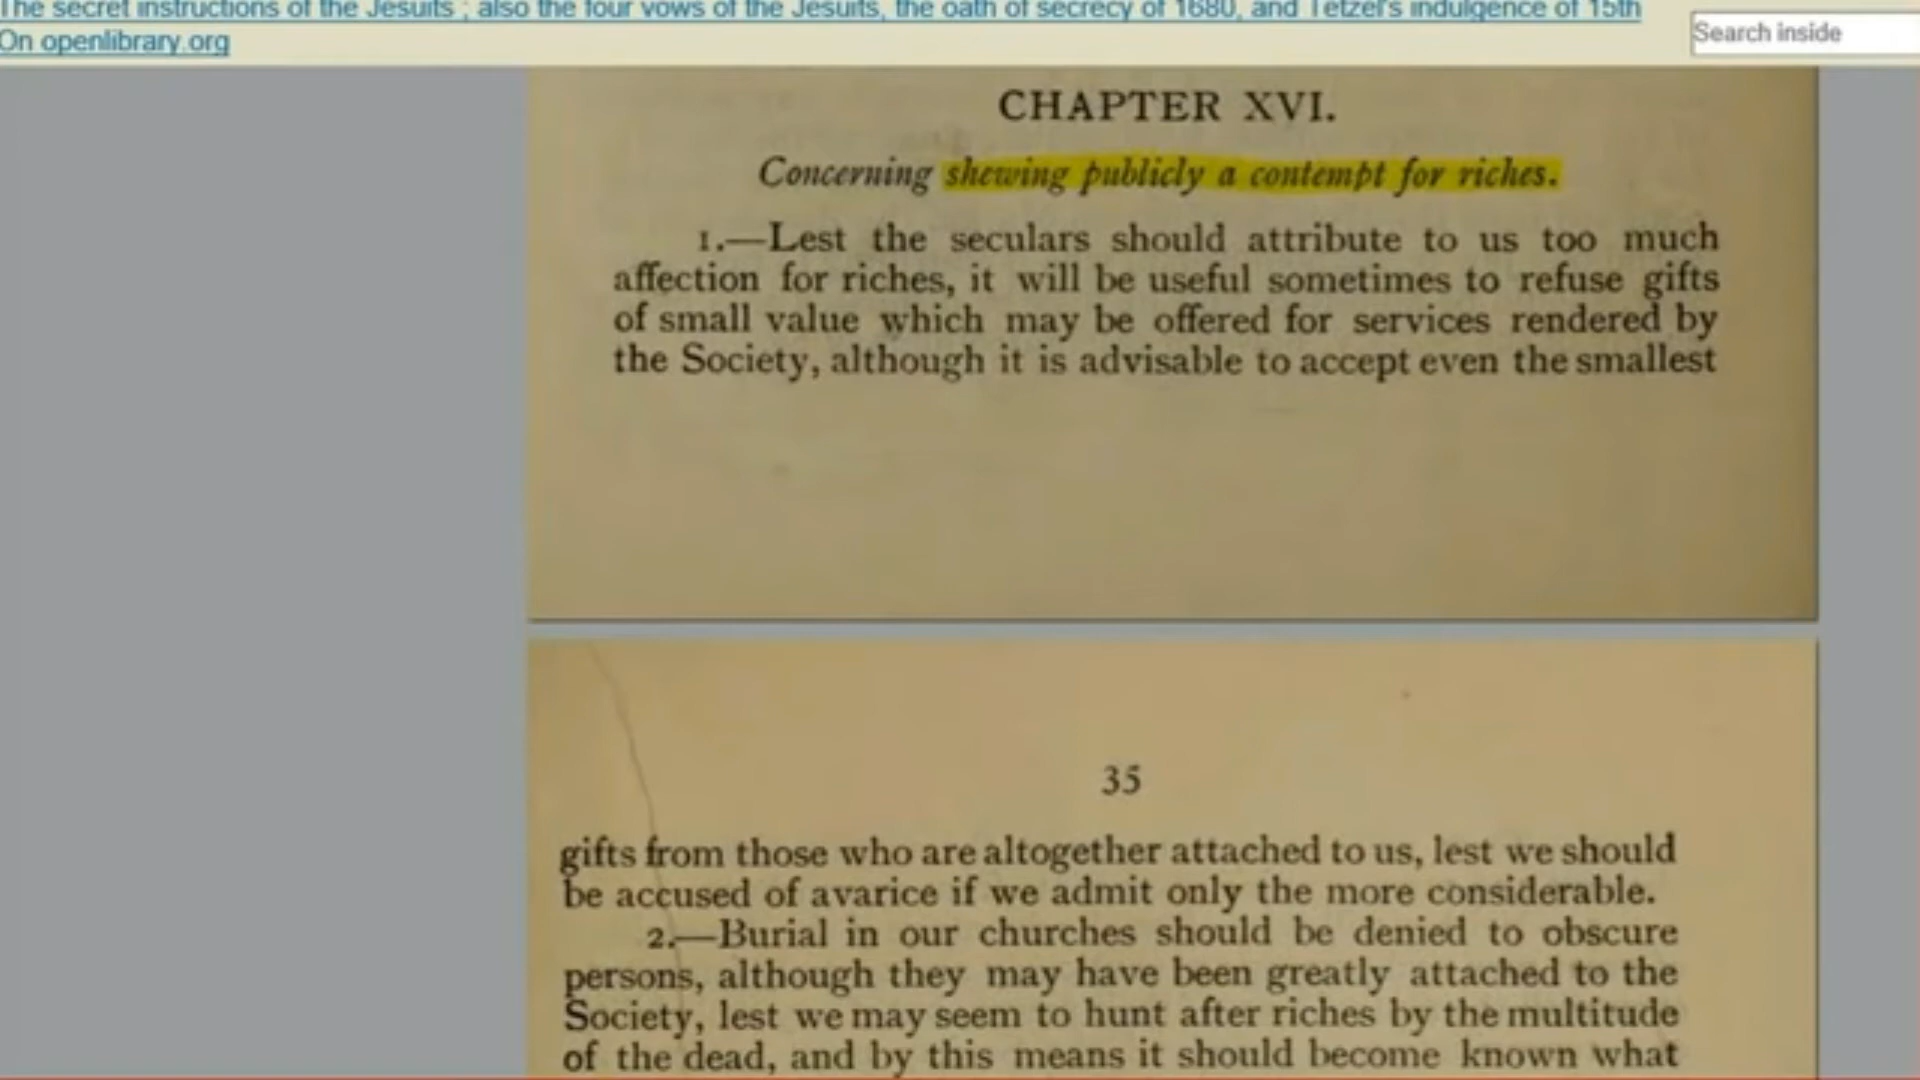 The secret instructions of the Jesuits ; also the four vows of the Jesuits, the oath of secrecy of 1680, and Tetzel's indulgence of 15th
On openlibrary.org
Search inside
CHAPTER XVI.
Concerning shewing publicly a contempt for riches.
1.—Lest the seculars should attribute to us too much
affection for riches, it will be useful sometimes to refuse gifts
of small value which may be offered for services rendered by
the Society, although it is advisable to accept even the smallest
35
gifts from those who are altogether attached to us, lest we should
be accused of avarice if we admit only the more considerable.
2.—Burial in our churches should be denied to obscure
persons, although they may have been greatly attached to the
Society, lest we may seem to hunt after riches by the multitude
of the dead, and by this means it should become known what